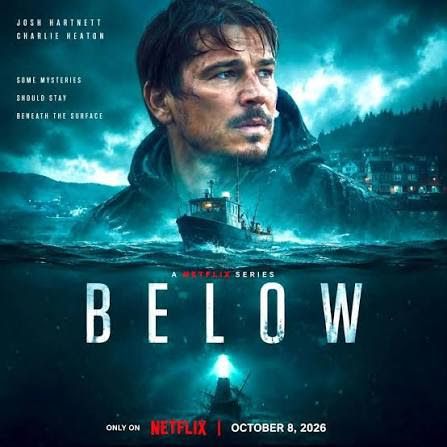 JOSH HARTNETT
CHARLIE HEATON
SOME MYSTERIES
SHOULD STAY
BENEATH THE SURFACE
A NETFLIX SERIES
BELOW
ONLY ON NETFLIX | OCTOBER 8, 2026